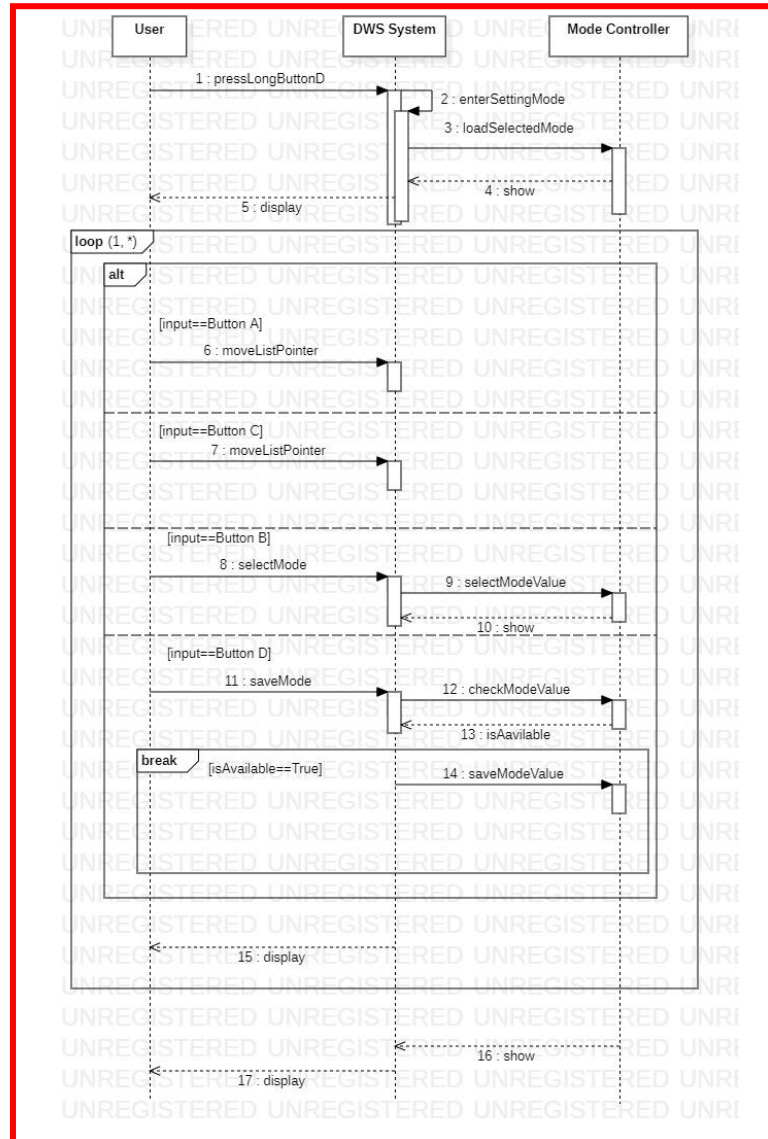 User
DWS System
Mode Controller
1 : pressLongButtonD
2 : enterSettingMode
3 : loadSelectedMode
4 : show
5 : display
loop (1, *)
alt
[input==Button A]
6 : moveListPointer
[input==Button C]
7 : moveListPointer
[input==Button B]
8 : selectMode
9 : selectModeValue
10 : show
[input==Button D]
11 : saveMode
12 : checkModeValue
13 : isAavilable
break
[isAvailable==True]
14 : saveModeValue
15 : display
16 : show
17 : display
UNREGISTERED